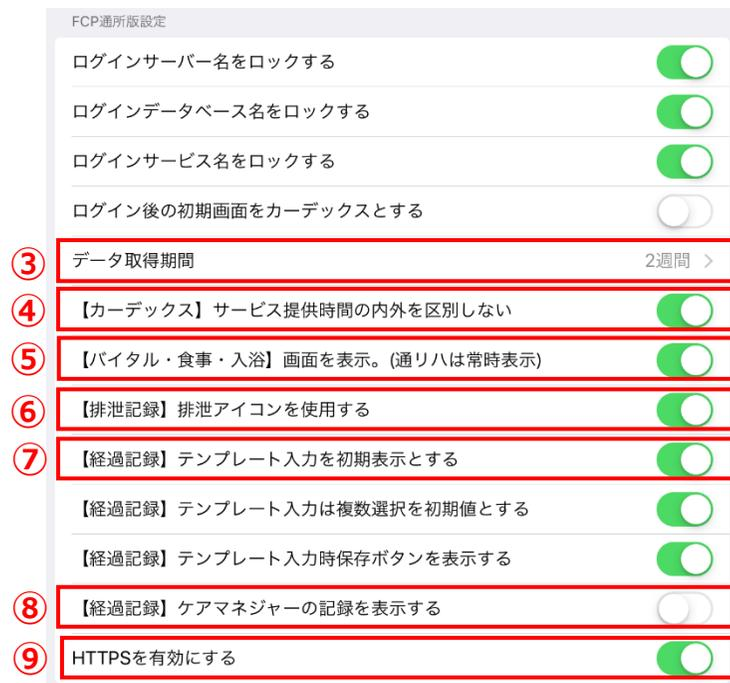 FCP通所版設定
ログインサーバー名をロックする
ログインデータベース名をロックする
ログインサービス名をロックする
ログイン後の初期画面をカーデックスとする
③ データ取得期間 2週間 >
④ 【カーデックス】サービス提供時間の内外を区別しない
⑤ 【バイタル・食事・入浴】画面を表示。(通リハは常時表示)
⑥ 【排泄記録】排泄アイコンを使用する
⑦ 【経過記録】テンプレート入力を初期表示とする
【経過記録】テンプレート入力は複数選択を初期値とする
【経過記録】テンプレート入力時保存ボタンを表示する
⑧ 【経過記録】ケアマネジャーの記録を表示する
⑨ HTTPSを有効にする